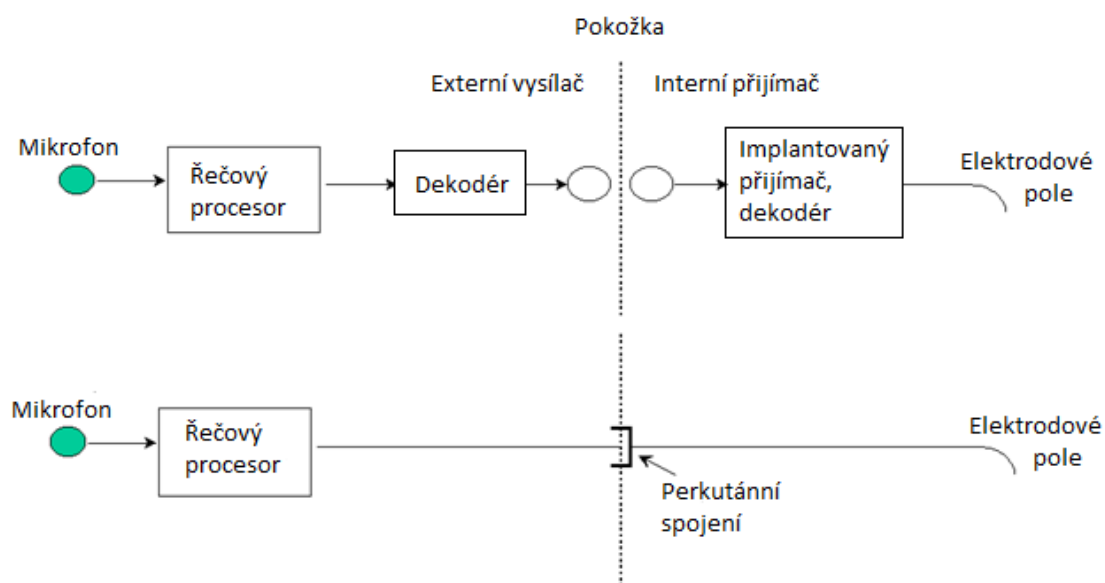 Pokožka
Externí vysílač
Interní přijímač
Mikrofon
Řečový
procesor
Dekodér
Implantovaný
přijímač,
dekodér
Elektrodové
pole
Mikrofon
Řečový
procesor
Elektrodové
pole
Perkutánní
spojení